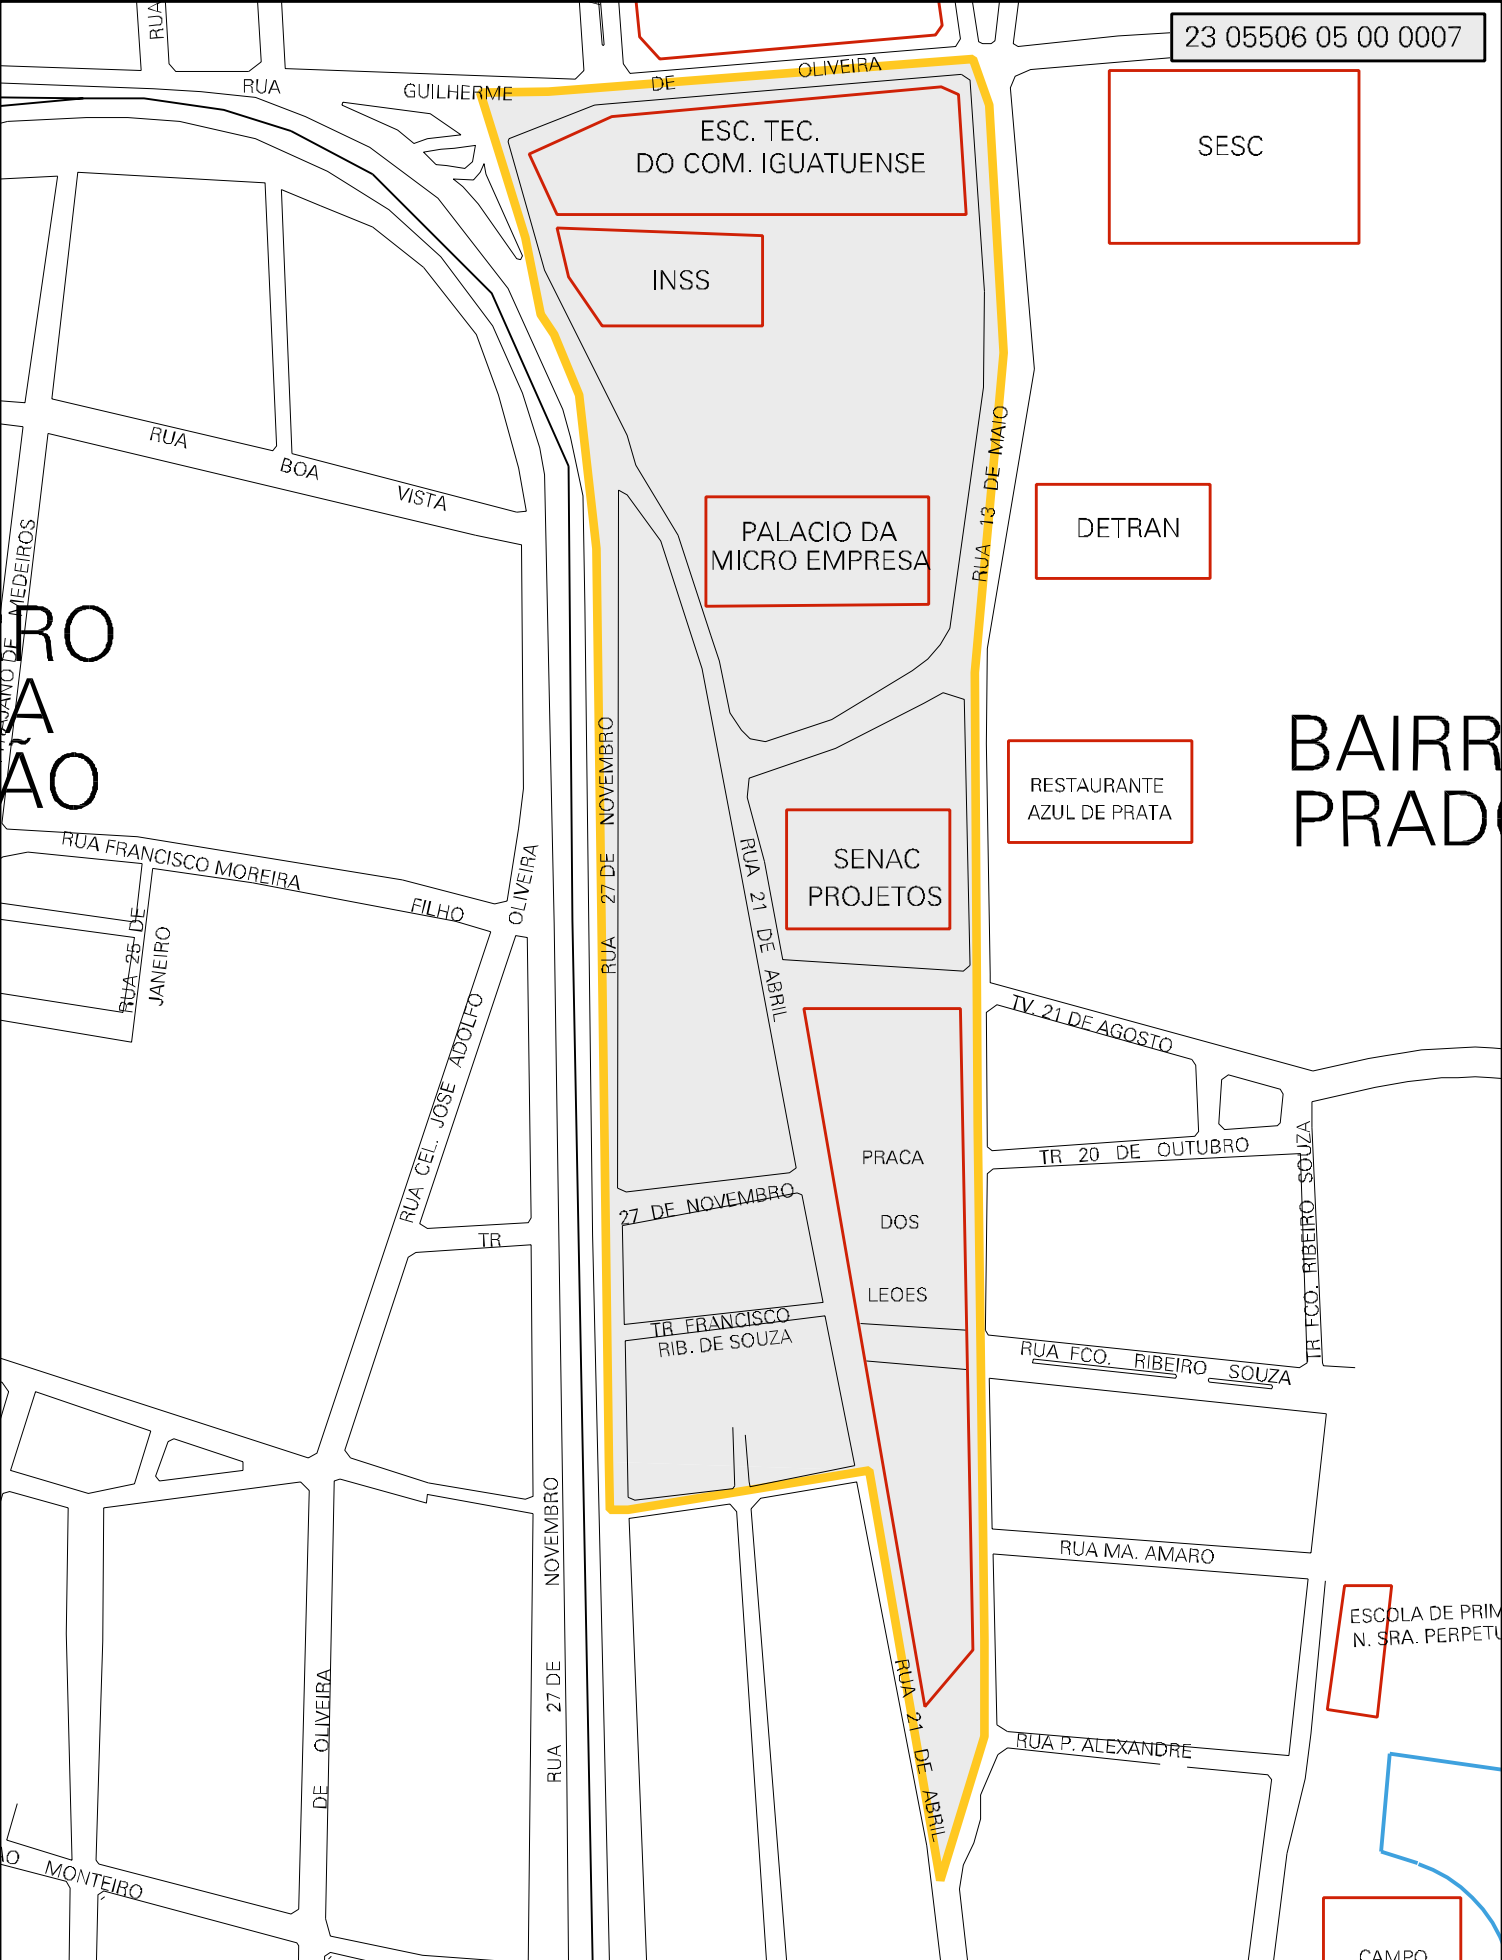 23 05506 05 00 0007
RUA
RUA GUILHERME DE OLIVEIRA
ESC. TEC.
DO COM. IGUATUENSE
SESC
INSS
RUA BOA VISTA
RUA 13 DE MAIO
PALACIO DA
MICRO EMPRESA
DETRAN
DE MEDEIROS
RO
A
ÃO
BAIRR
PRADO
RUA 27 DE NOVEMBRO
RESTAURANTE
AZUL DE PRATA
RUA FRANCISCO MOREIRA FILHO
SENAC
PROJETOS
RUA 21 DE ABRIL
RUA 25 DE
JANEIRO
RUA CEL. JOSE ADOLFO OLIVEIRA
TV. 21 DE AGOSTO
PRACA
DOS
LEOES
TR 20 DE OUTUBRO
TR FCO. RIBEIRO SOUZA
TR 27 DE NOVEMBRO
TR FRANCISCO
RIB. DE SOUZA
RUA FCO. RIBEIRO SOUZA
RUA MA. AMARO
RUA 27 DE NOVEMBRO
ESCOLA DE PRIM
N. SRA. PERPETU
DE OLIVEIRA
RUA 21 DE ABRIL
RUA P. ALEXANDRE
MONTEIRO
CAMPO